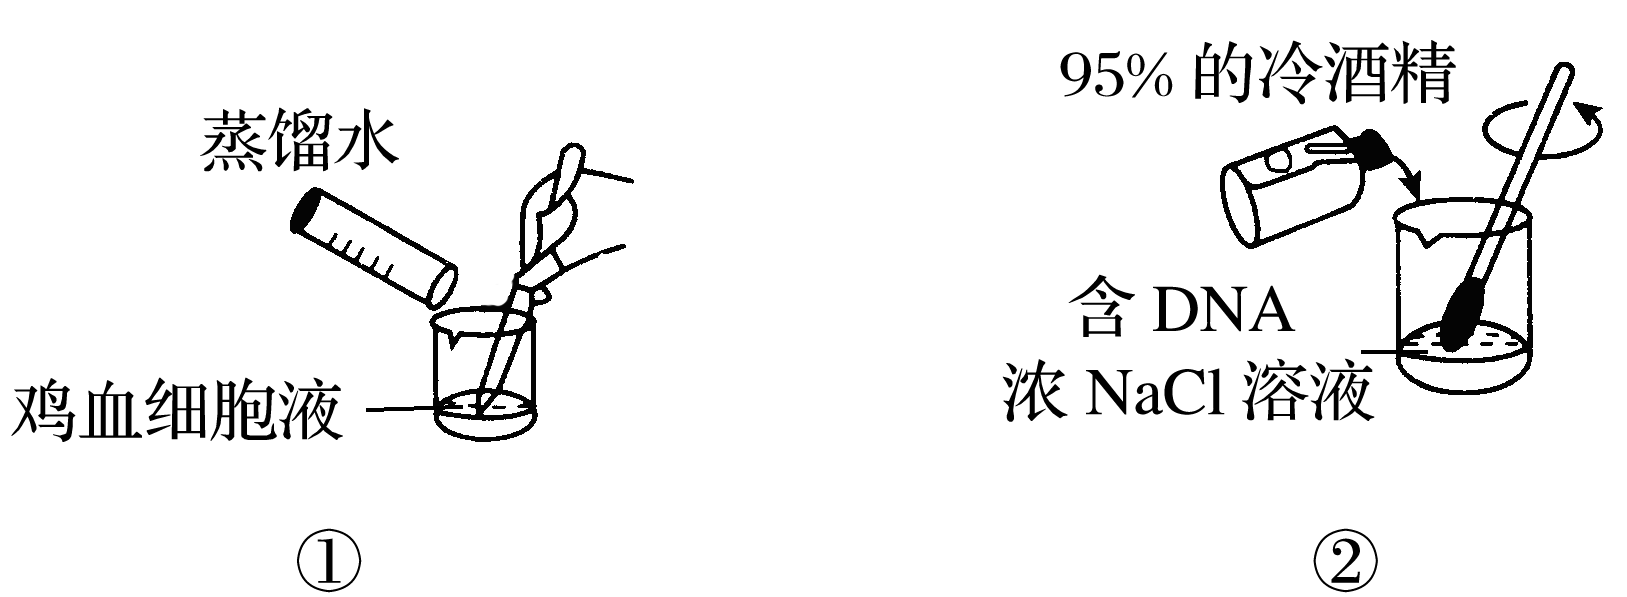 蒸馏水
鸡血细胞液
①
95% 的冷酒精
含 DNA
浓 NaCl 溶液
②